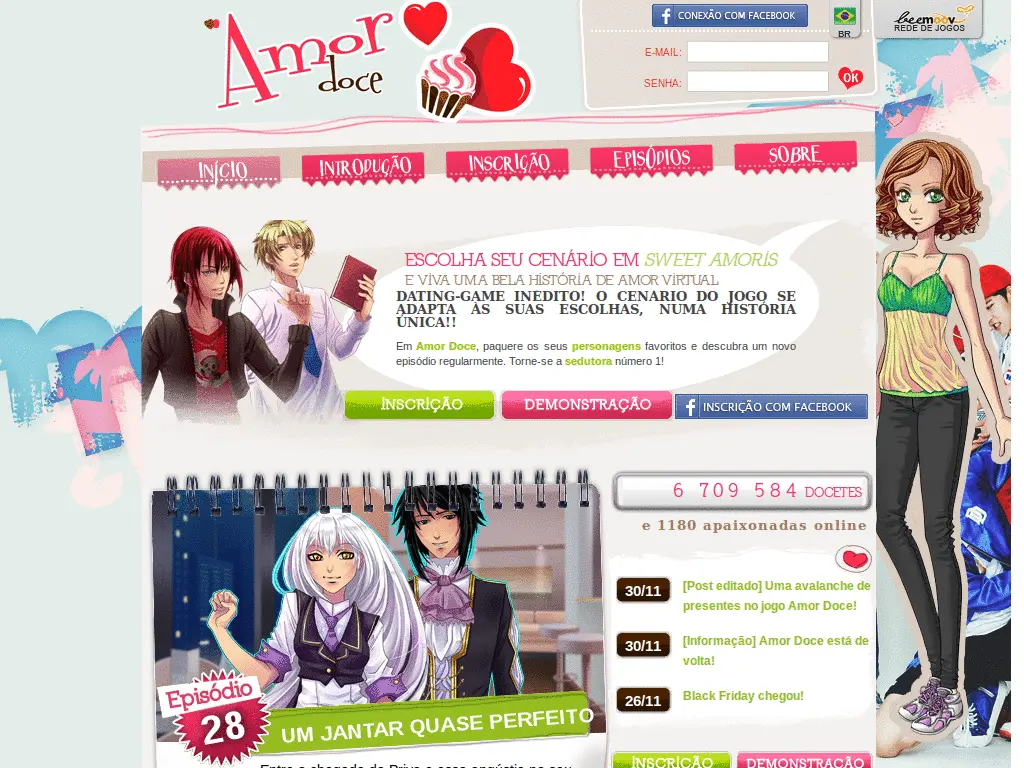 Amor
doce
CONEXÃO COM FACEBOOK
E-MAIL:
SENHA:
OK
BR
beemoov
REDE DE JOGOS
INÍCIO
INTRODUÇÃO
INSCRIÇÃO
EPISÓDIOS
SOBRE
ESCOLHA SEU CENÁRIO EM SWEET AMORIS
E VIVA UMA BELA HISTÓRIA DE AMOR VIRTUAL
DATING-GAME INEDITO! O CENARIO DO JOGO SE
ADAPTA ÀS SUAS ESCOLHAS, NUMA HISTÓRIA
ÚNICA!!
Em Amor Doce, paquere os seus personagens favoritos e descubra um novo
episódio regularmente. Torne-se a sedutora número 1!
INSCRIÇÃO
DEMONSTRAÇÃO
INSCRIÇÃO COM FACEBOOK
6 709 584 DOCETES
e 1180 apaixonadas online
30/11
[Post editado] Uma avalanche de
presentes no jogo Amor Doce!
30/11
[Informação] Amor Doce está de
volta!
26/11
Black Friday chegou!
Episódio
28
UM JANTAR QUASE PERFEITO
INSCRIÇÃO
DEMONSTRAÇÃO